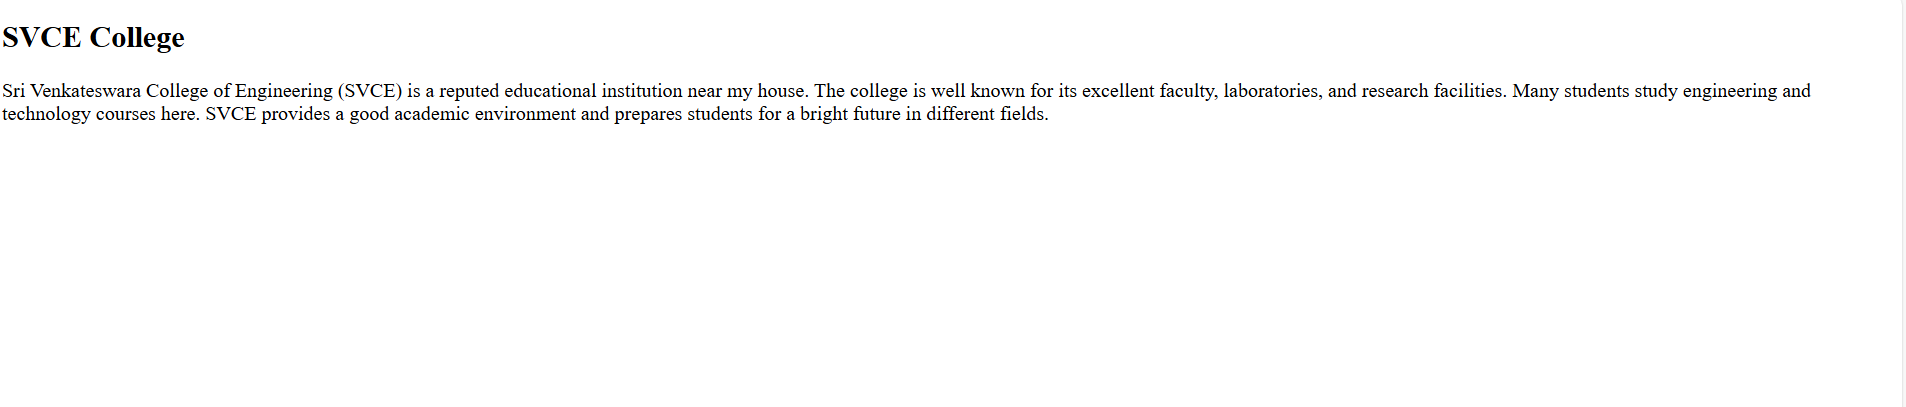 SVCE College
Sri Venkateswara College of Engineering (SVCE) is a reputed educational institution near my house. The college is well known for its excellent faculty, laboratories, and research facilities. Many students study engineering and
technology courses here. SVCE provides a good academic environment and prepares students for a bright future in different fields.